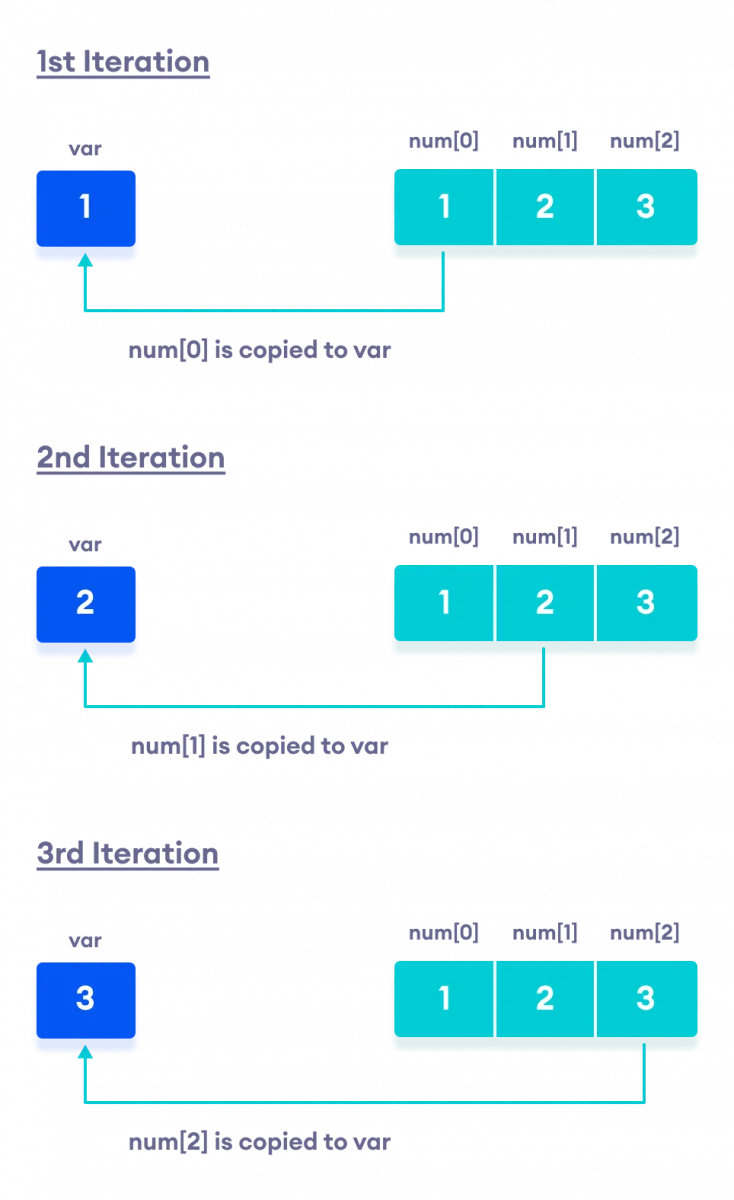 1st Iteration
var
num[0] num[1] num[2]
1
1 2 3
num[0] is copied to var
2nd Iteration
var
num[0] num[1] num[2]
2
1 2 3
num[1] is copied to var
3rd Iteration
var
num[0] num[1] num[2]
3
1 2 3
num[2] is copied to var